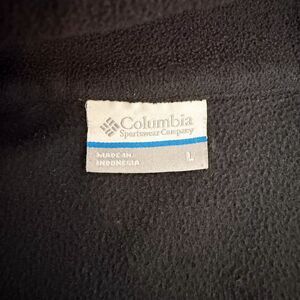 Columbia
Sportswear Company
MADE IN
INDONESIA
L